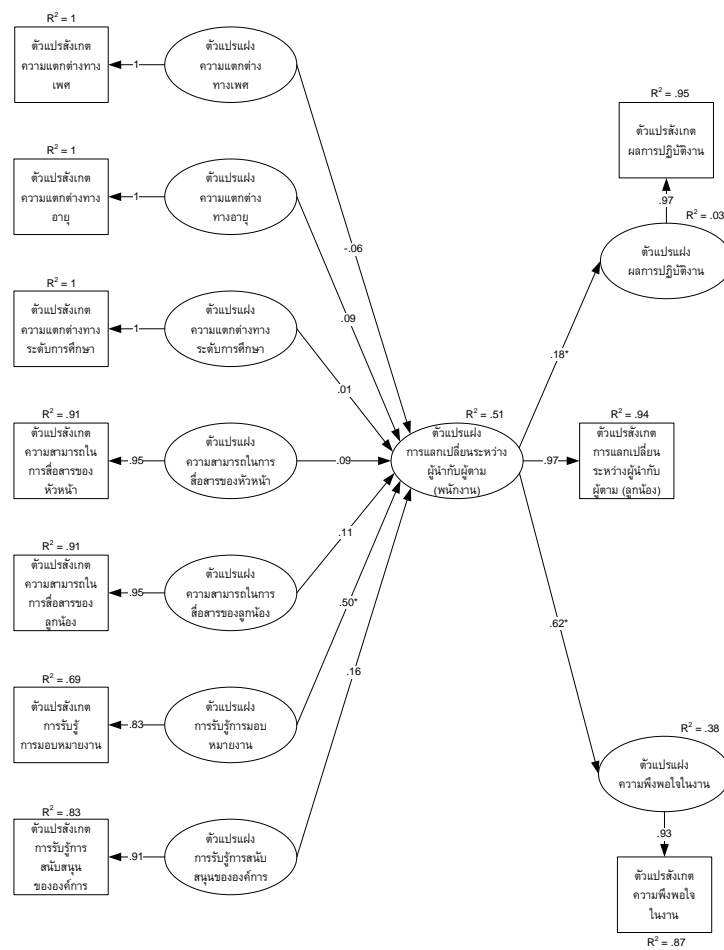 R² = 1
ตัวแปรสังเกต
ความแตกต่างทาง
เพศ
1
ตัวแปรแฝง
ความแตกต่าง
ทางเพศ
R² = 1
ตัวแปรสังเกต
ความแตกต่างทาง
อายุ
1
ตัวแปรแฝง
ความแตกต่าง
ทางอายุ
R² = 1
ตัวแปรสังเกต
ความแตกต่างทาง
ระดับการศึกษา
1
ตัวแปรแฝง
ความแตกต่างทาง
ระดับการศึกษา
R² = .91
ตัวแปรสังเกต
ความสามารถใน
การสื่อสารของ
หัวหน้า
.95
ตัวแปรแฝง
ความสามารถในการ
สื่อสารของหัวหน้า
R² = .91
ตัวแปรสังเกต
ความสามารถใน
การสื่อสารของ
ลูกน้อง
.95
ตัวแปรแฝง
ความสามารถในการ
สื่อสารของลูกน้อง
R² = .69
ตัวแปรสังเกต
การรับรู้
การมอบหมายงาน
.83
ตัวแปรแฝง
การรับรู้การมอบ
หมายงาน
R² = .83
ตัวแปรสังเกต
การรับรู้การ
สนับสนุน
ขององค์การ
.91
ตัวแปรแฝง
การรับรู้การสนับ
สนุนขององค์การ
-.06
.09
.01
.09
.11
.50*
.16
R² = .51
ตัวแปรแฝง
การแลกเปลี่ยนระหว่าง
ผู้นำกับผู้ตาม
(พนักงาน)
.18*
.97
.62*
R² = .95
ตัวแปรสังเกต
ผลการปฏิบัติงาน
.97
R² = .03
ตัวแปรแฝง
ผลการปฏิบัติงาน
R² = .94
ตัวแปรสังเกต
การแลกเปลี่ยน
ระหว่างผู้นำกับ
ผู้ตาม (ลูกน้อง)
R² = .38
ตัวแปรแฝง
ความพึงพอใจในงาน
.93
ตัวแปรสังเกต
ความพึงพอใจ
ในงาน
R² = .87